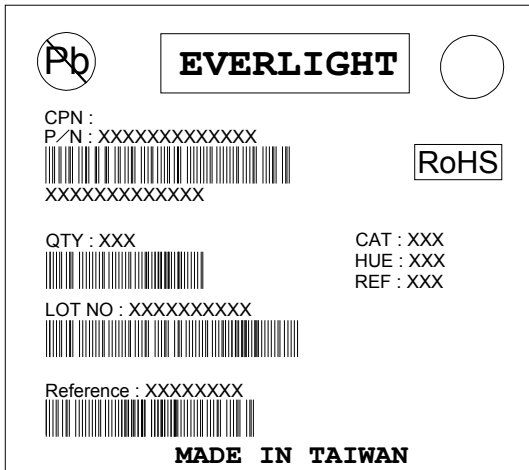 Pb
EVERLIGHT
CPN :
P/N : XXXXXXXXXXXXX
RoHS
XXXXXXXXXXXXX
QTY : XXX
CAT : XXX
HUE : XXX
REF : XXX
LOT NO : XXXXXXXXXX
Reference : XXXXXXXX
MADE IN TAIWAN